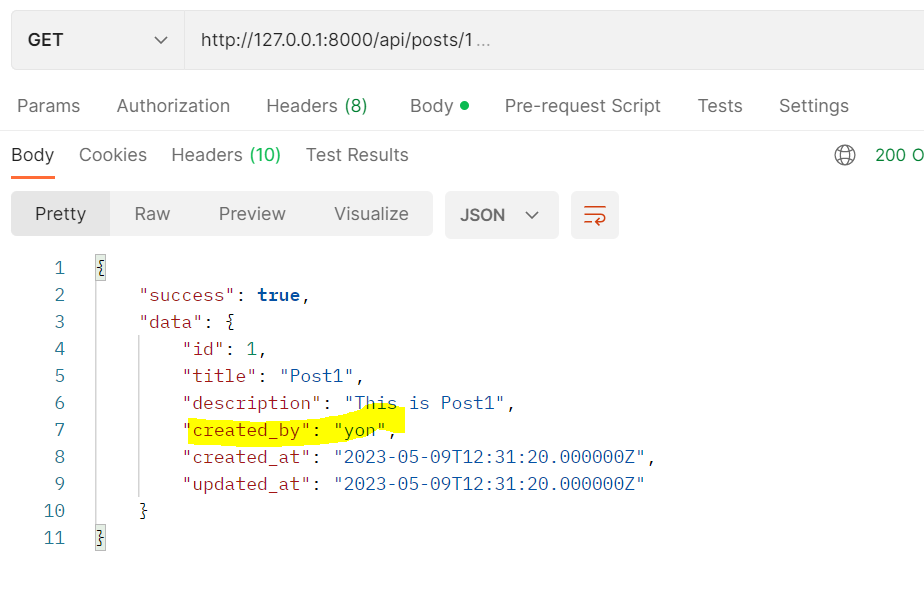 GET http://127.0.0.1:8000/api/posts/1 ...
Params Authorization Headers (8) Body Pre-request Script Tests Settings
Body Cookies Headers (10) Test Results 200 O
Pretty Raw Preview Visualize JSON
1 {
2 "success": true,
3 "data": {
4 "id": 1,
5 "title": "Post1",
6 "description": "This is Post1",
7 "created_by": "yon",
8 "created_at": "2023-05-09T12:31:20.000000Z",
9 "updated_at": "2023-05-09T12:31:20.000000Z"
10 }
11 }